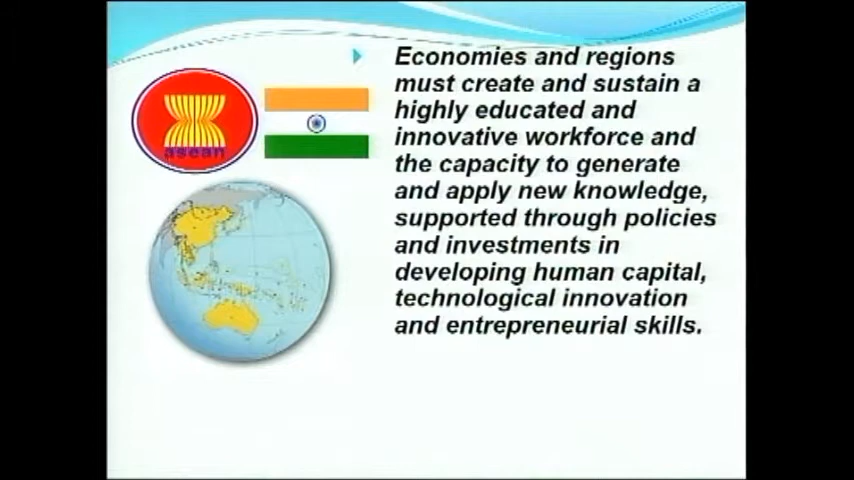 Economies and regions
must create and sustain a
highly educated and
innovative workforce and
the capacity to generate
and apply new knowledge,
supported through policies
and investments in
developing human capital,
technological innovation
and entrepreneurial skills.
asean